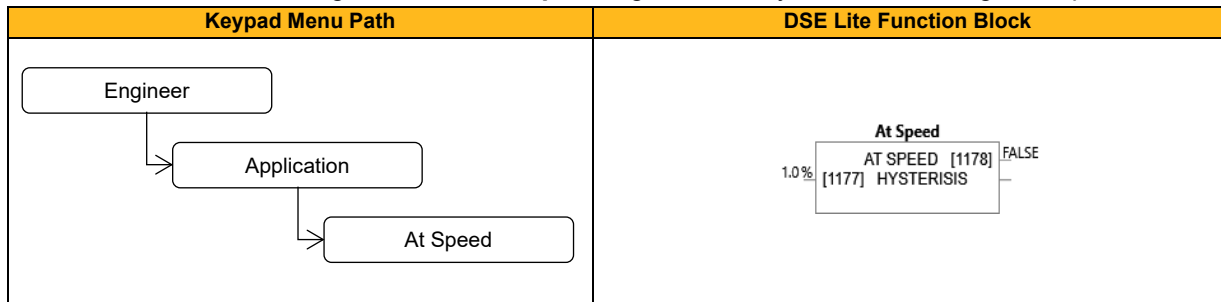 Keypad Menu Path
DSE Lite Function Block
Engineer
Application
At Speed
At Speed
AT SPEED [1178] FALSE
1.0% [1177] HYSTERISIS